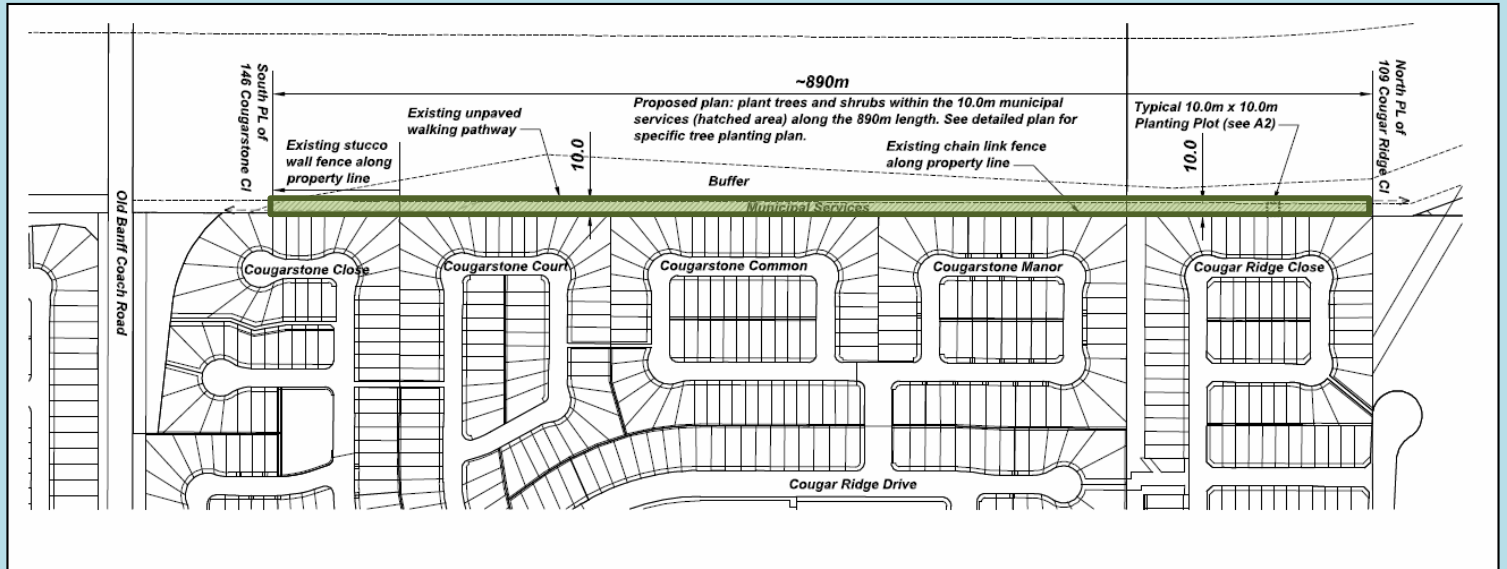 South PL of
146 Cougarstone Cl
~890m
North PL of
109 Cougar Ridge Cl
Existing unpaved
walking pathway
Proposed plan: plant trees and shrubs within the 10.0m municipal
services (hatched area) along the 890m length. See detailed plan for
specific tree planting plan.
Typical 10.0m x 10.0m
Planting Plot (see A2)
Existing stucco
wall fence along
property line
10.0
Existing chain link fence
along property line
10.0
Buffer
Municipal Services
Old Banff Coach Road
Cougarstone Close
Cougarstone Court
Cougarstone Common
Cougarstone Manor
Cougar Ridge Close
Cougar Ridge Drive